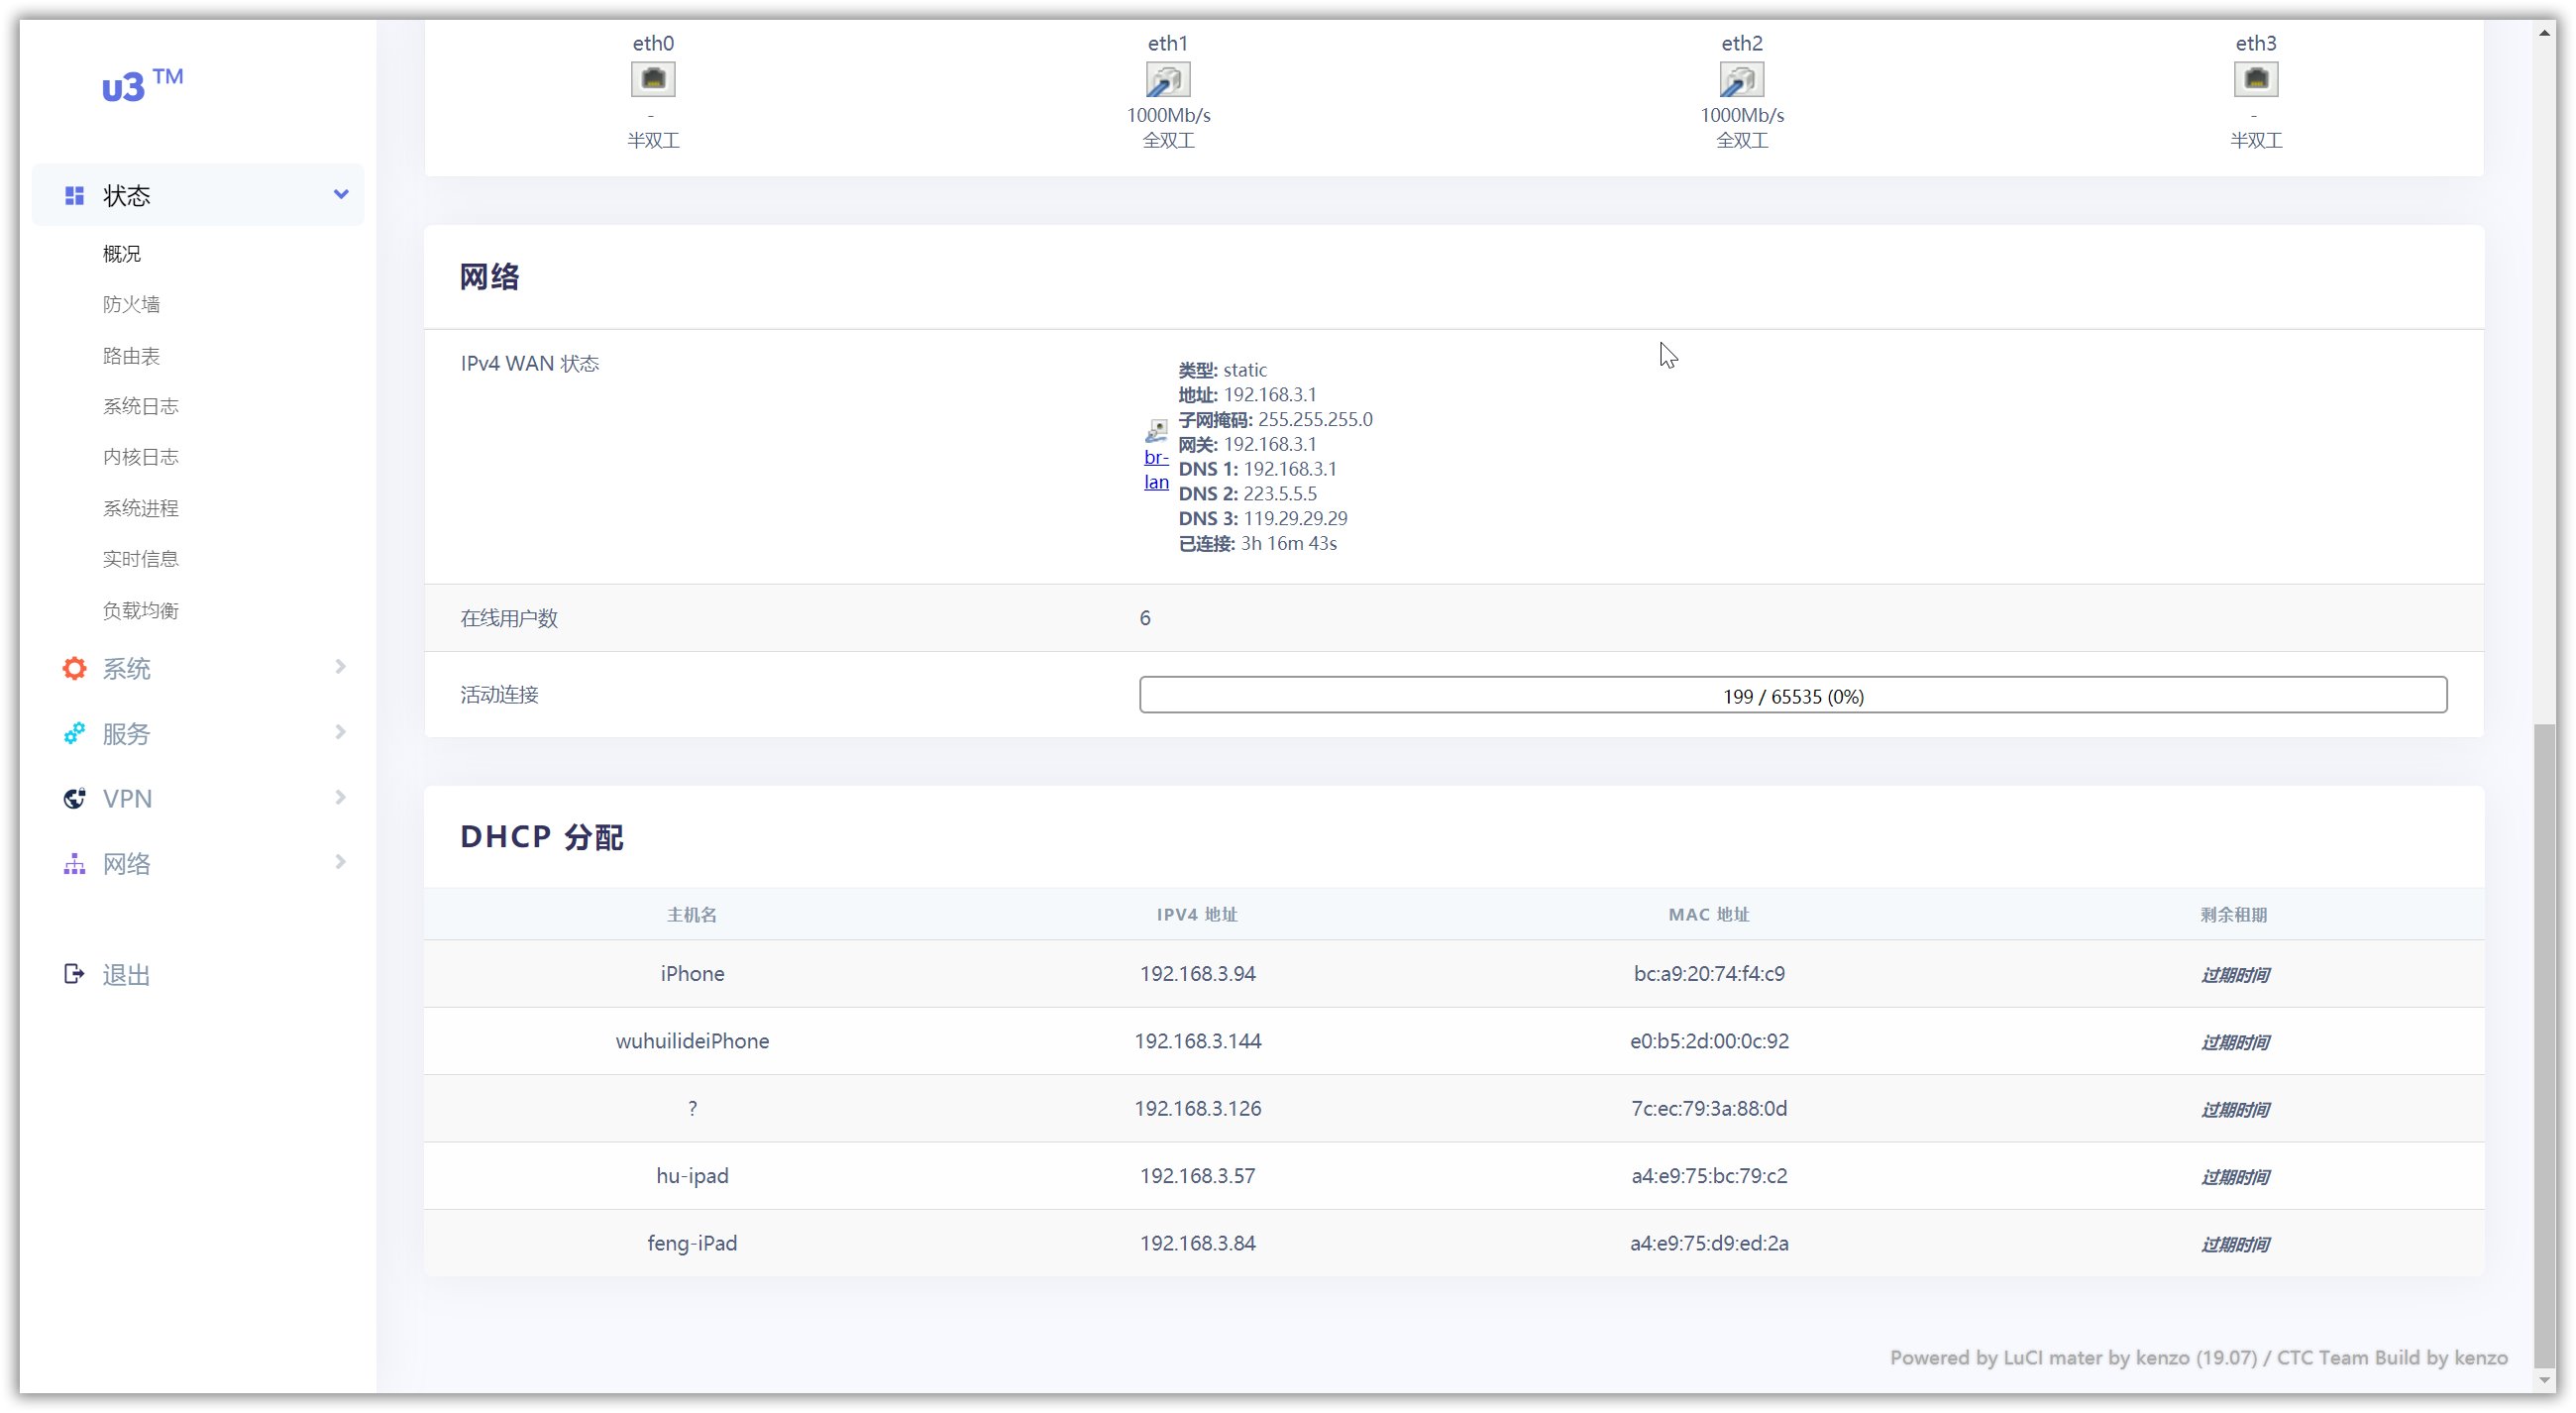 u3 ™
状态
概况
防火墙
路由表
系统日志
内核日志
系统进程
实时信息
负载均衡
系统
服务
VPN
网络
退出
eth0 eth1 eth2 eth3
- 1000Mb/s 1000Mb/s -
半双工 全双工 全双工 半双工
网络
IPv4 WAN 状态
br-
lan
类型: static
地址: 192.168.3.1
子网掩码: 255.255.255.0
网关: 192.168.3.1
DNS 1: 192.168.3.1
DNS 2: 223.5.5.5
DNS 3: 119.29.29.29
已连接: 3h 16m 43s
在线用户数 6
活动连接 199 / 65535 (0%)
DHCP 分配
主机名 IPV4 地址 MAC 地址 剩余租期
iPhone 192.168.3.94 bc:a9:20:74:f4:c9 过期时间
wuhuilideiPhone 192.168.3.144 e0:b5:2d:00:0c:92 过期时间
? 192.168.3.126 7c:ec:79:3a:88:0d 过期时间
hu-ipad 192.168.3.57 a4:e9:75:bc:79:c2 过期时间
feng-iPad 192.168.3.84 a4:e9:75:d9:ed:2a 过期时间
Powered by LuCI mater by kenzo (19.07) / CTC Team Build by kenzo